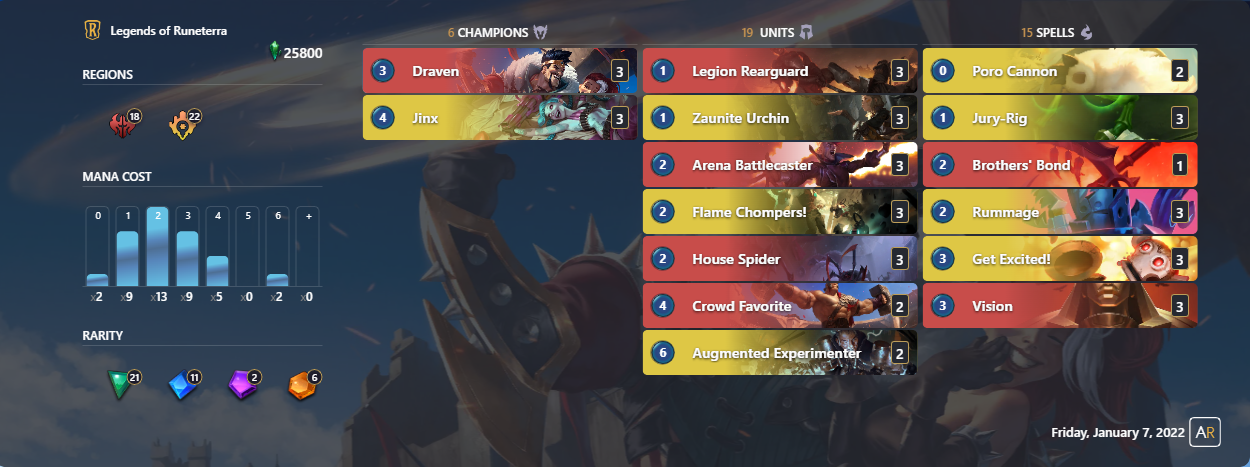 Legends of Runeterra
25800
REGIONS
18
22
MANA COST
0 1 2 3 4 5 6 +
x2 x9 x13 x9 x5 x0 x2 x0
RARITY
21
11
2
6
6 CHAMPIONS
3 Draven 3
4 Jinx 3
19 UNITS
1 Legion Rearguard 3
1 Zaunite Urchin 3
2 Arena Battlecaster 3
2 Flame Chompers! 3
2 House Spider 3
4 Crowd Favorite 2
6 Augmented Experimenter 2
15 SPELLS
0 Poro Cannon 2
1 Jury-Rig 3
2 Brothers' Bond 1
2 Rummage 3
3 Get Excited! 3
3 Vision 3
Friday, January 7, 2022 AR